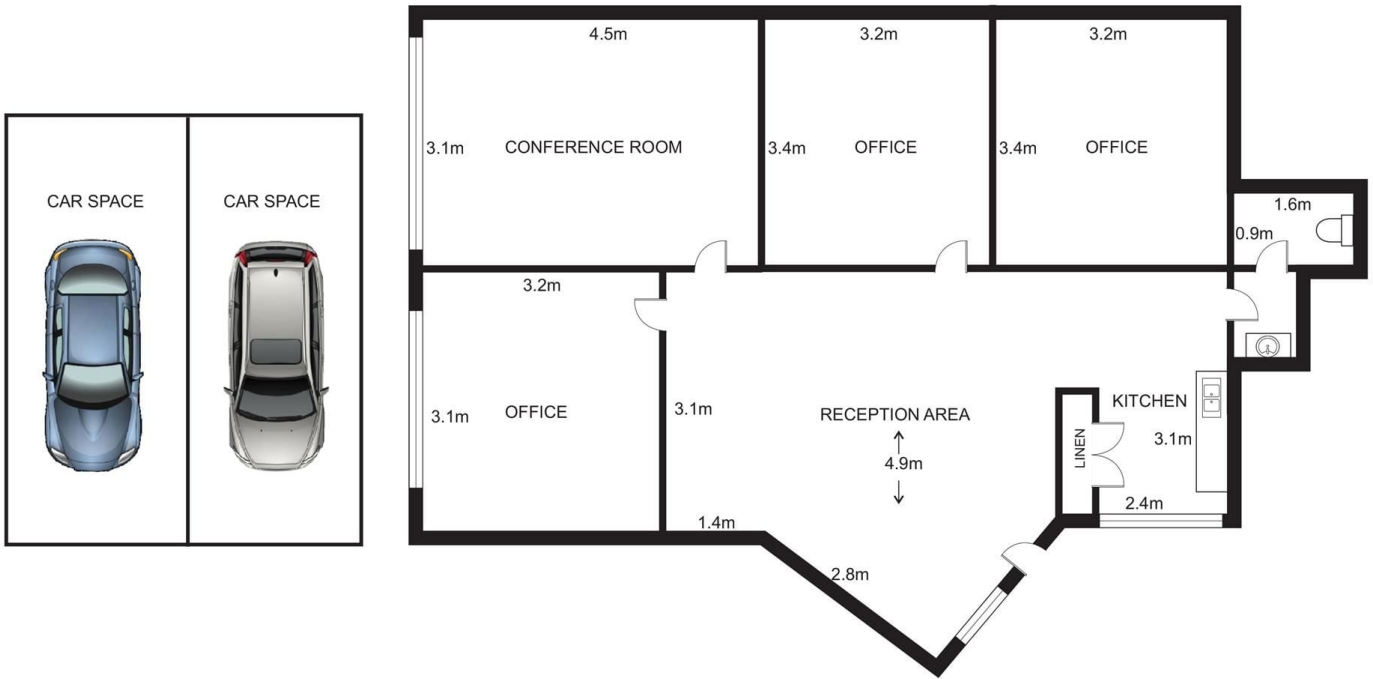 CAR SPACE
CAR SPACE
4.5m
3.1m
CONFERENCE ROOM
3.2m
3.4m
OFFICE
3.2m
3.4m
OFFICE
1.6m
0.9m
3.2m
3.1m
OFFICE
3.1m
RECEPTION AREA
4.9m
1.4m
2.8m
LINEN
KITCHEN
3.1m
2.4m